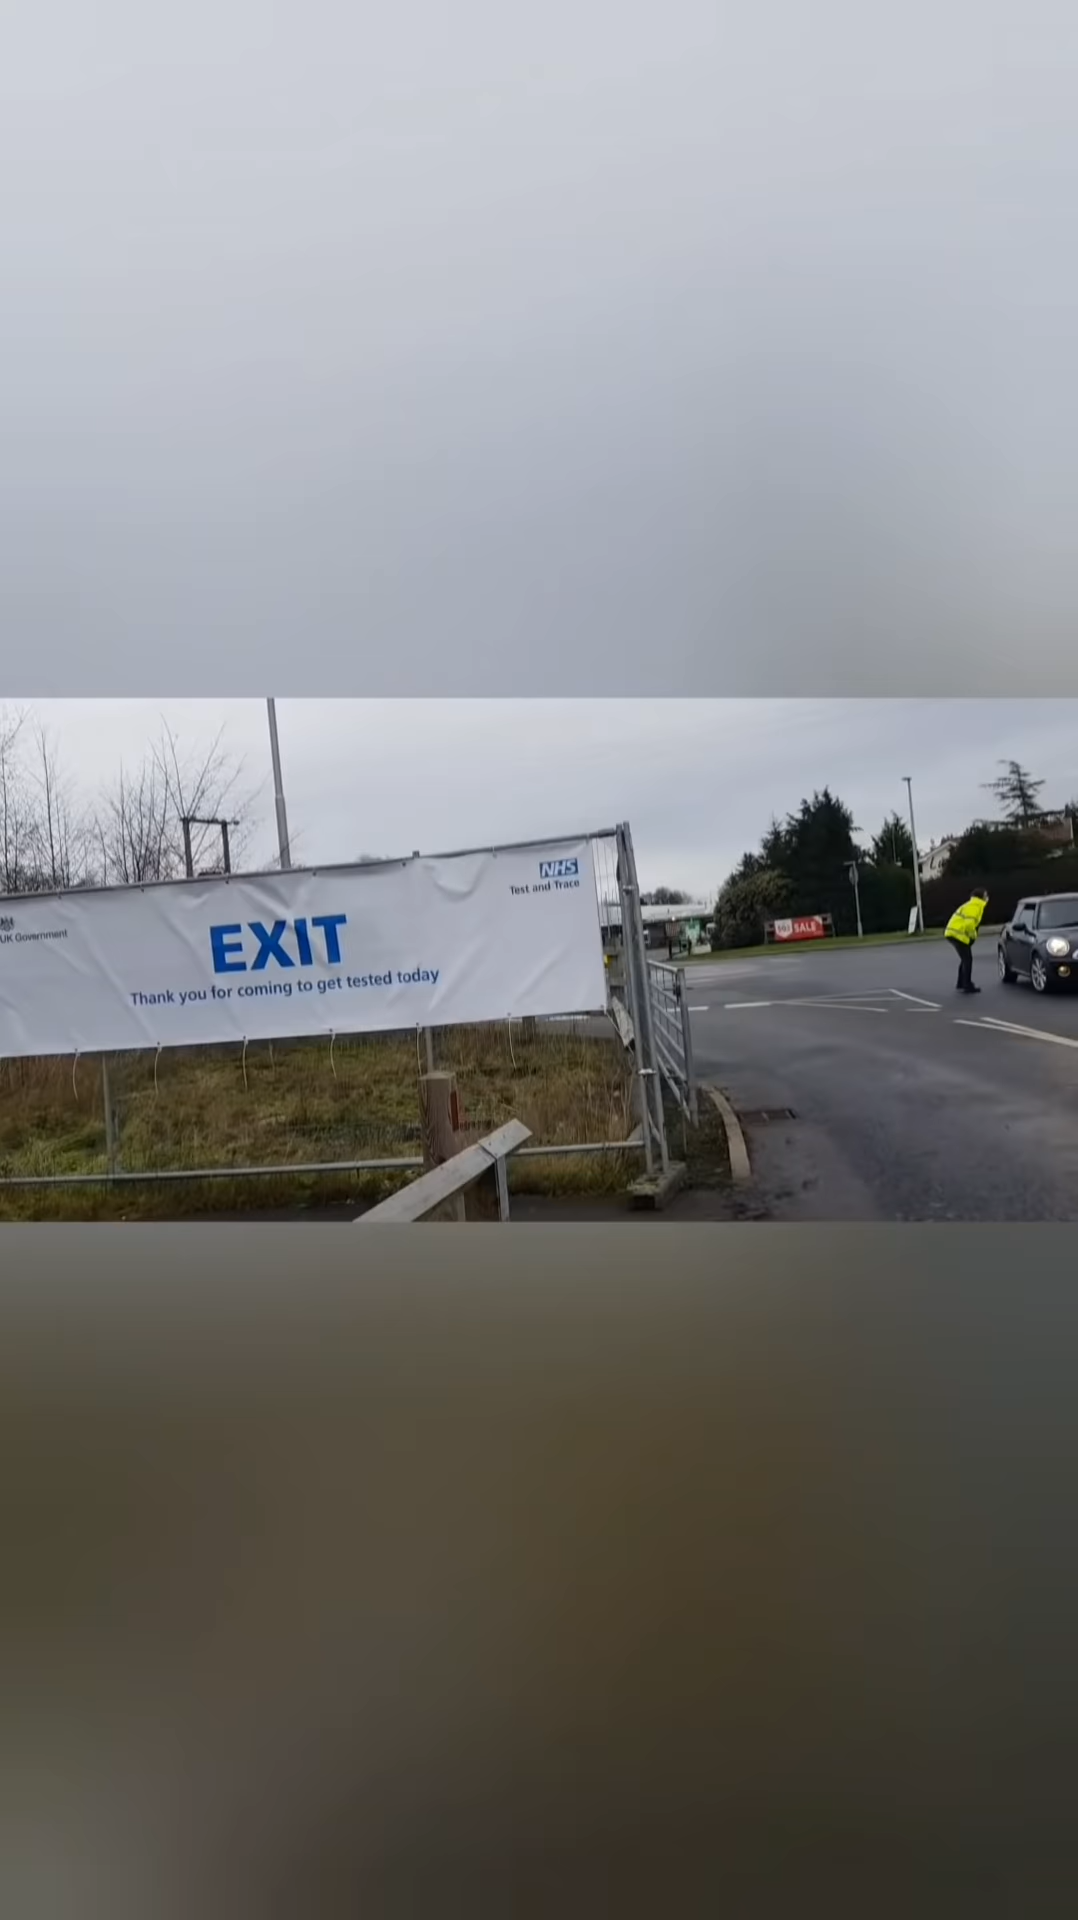 UK Government
NHS
Test and Trace
EXIT
Thank you for coming to get tested today
SALE